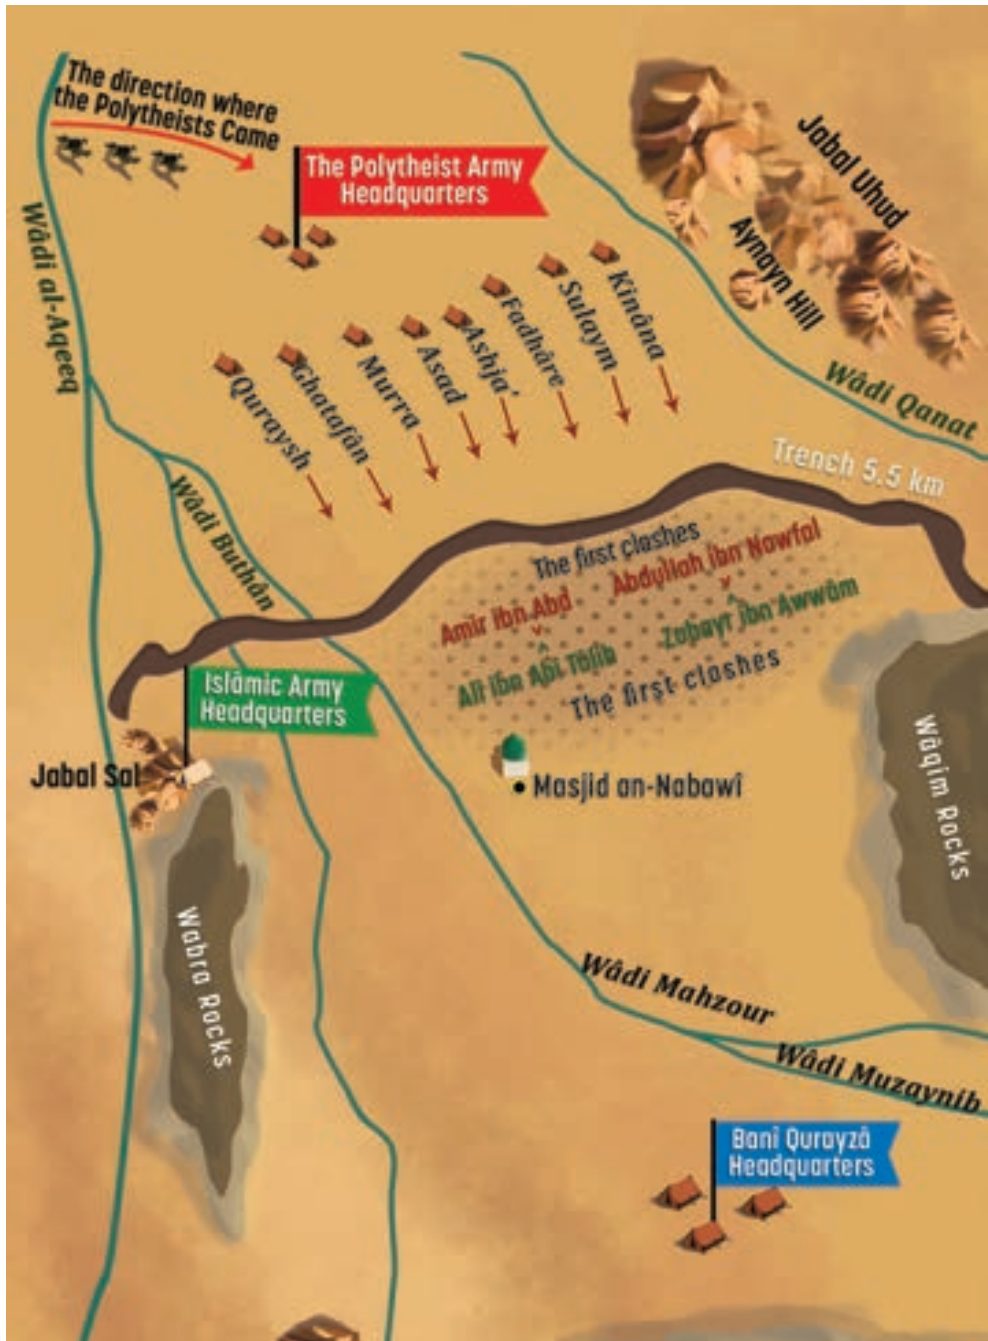 The direction where
the Polytheists Came
The Polytheist Army
Headquarters
Jabal Uhud
Aynayn Hill
Wâdi al-Aqeeq
Kinâna
Sulaym
Fadhâre
Ashja'
Asad
Murra
Ghatafân
Quraysh
Wâdi Qanat
Trench 5.5 km
Wâdi Buthân
The first clashes
Abdullah ibn Nawfal
Amir ibn Abd
Zubayr ibn Awwâm
Ali ibn Abi Tâlib
The first clashes
Islâmic Army
Headquarters
Jabal Sal
Masjid an-Nabawî
Wâqim Rocks
Wabra Rocks
Wâdi Mahzour
Wâdi Muzaynib
Banî Qurayzâ
Headquarters